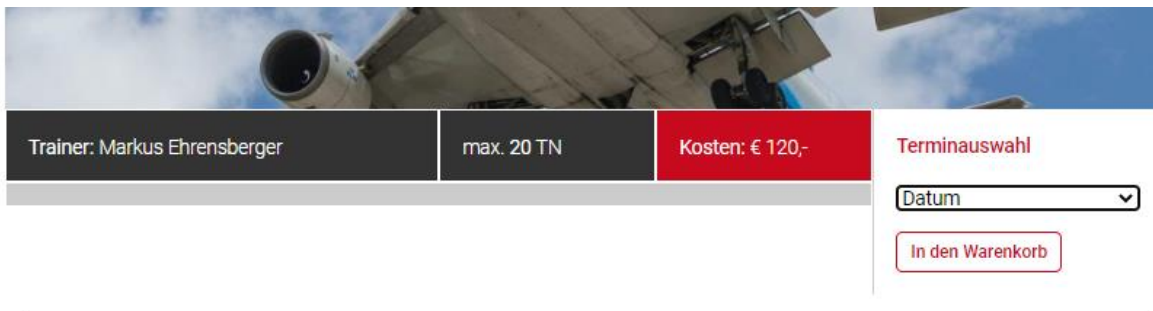 Trainer: Markus Ehrensberger
max. 20 TN
Kosten: € 120,-
Terminauswahl
Datum
In den Warenkorb